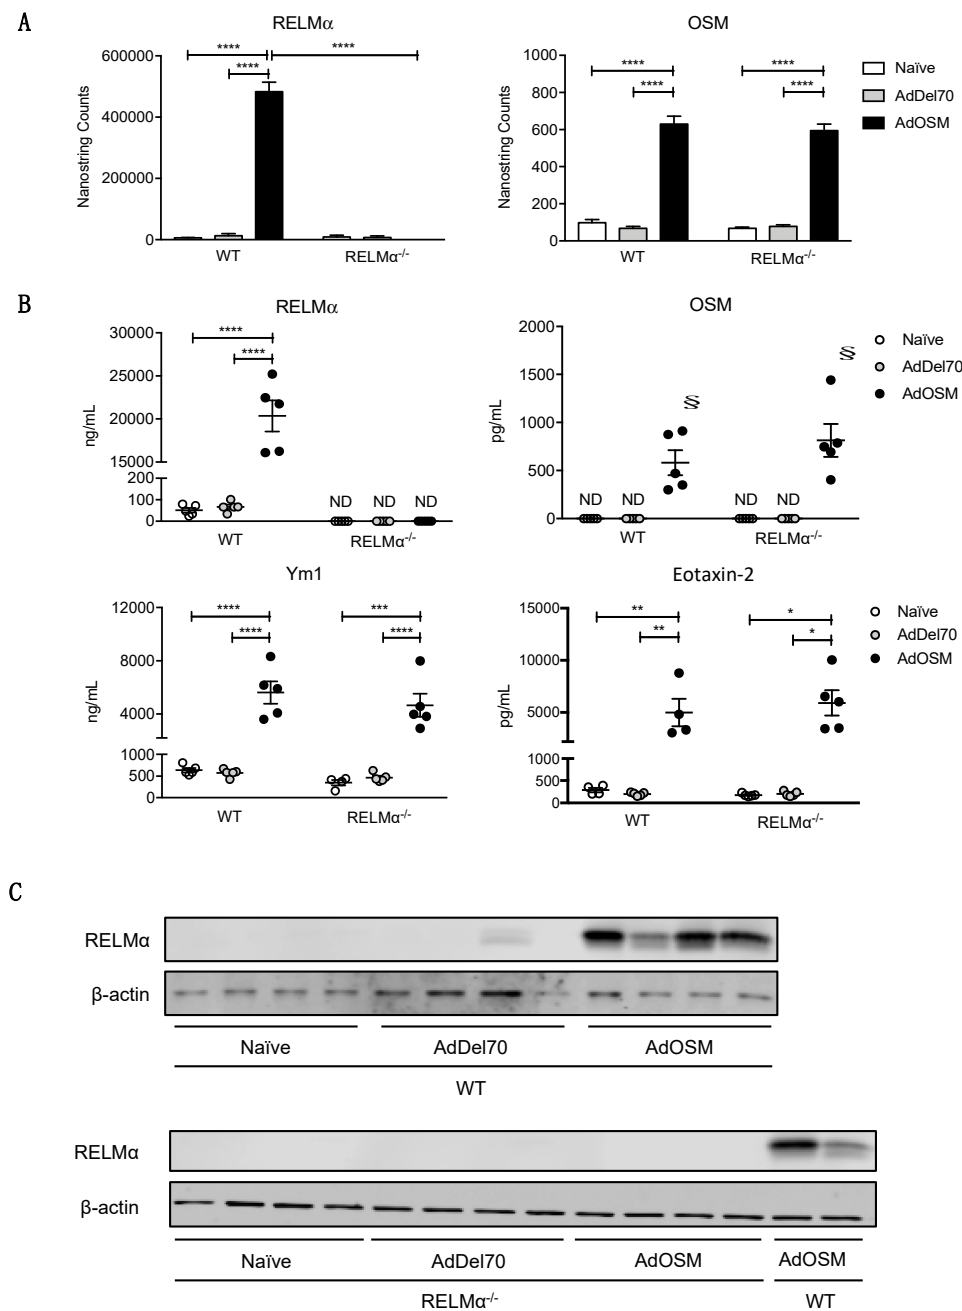 A
RELMα
OSM
Nanostring Counts
600000
400000
200000
0
****
****
****
WT
RELMα-/-
Nanostring Counts
1000
800
600
400
200
0
****
****
****
****
WT
RELMα-/-
Naïve
AdDel70
AdOSM
B
RELMα
OSM
ng/mL
30000
25000
20000
15000
200
100
0
****
****
ND ND ND
WT
RELMα-/-
pg/mL
2000
1500
1000
500
0
§
§
ND ND
ND ND
WT
RELMα-/-
Naïve
AdDel70
AdOSM
Ym1
Eotaxin-2
ng/mL
12000
8000
4000
1000
500
0
****
****
***
****
WT
RELMα-/-
pg/mL
15000
10000
5000
1000
500
0
**
**
*
*
WT
RELMα-/-
Naïve
AdDel70
AdOSM
C
RELMα
β-actin
Naïve AdDel70 AdOSM
WT
RELMα
β-actin
Naïve AdDel70 AdOSM AdOSM
RELMα-/- WT